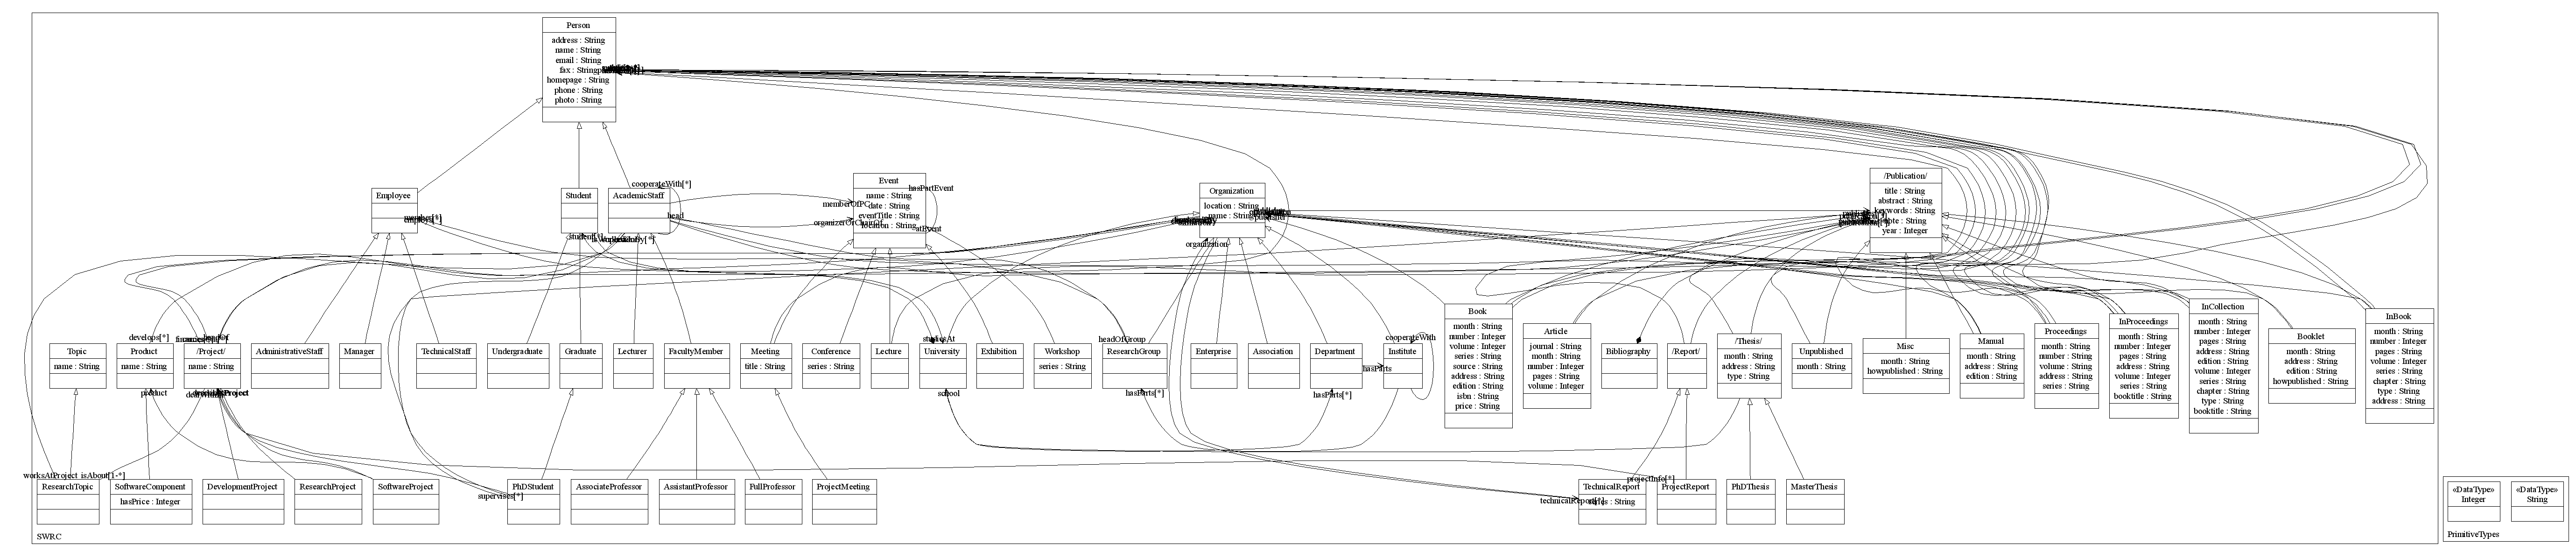 Person
address : String
name : String
email : String
fax : String
homepage : String
phone : String
photo : String
Employee
Student
AcademicStaff
cooperateWith[*]
memberOfPC
organizerOrChairOf
head
Event
name : String
date : String
eventTitle : String
location : String
hasPartEvent
atEvent
Organization
location : String
name : String
organization
/Publication/
title : String
abstract : String
keywords : String
note : String
year : Integer
student[*]
develops[*]
studiesAt
headOfGroup
cooperateWith
hasParts
Topic
name : String
Product
name : String
/Project/
name : String
AdministrativeStaff
Manager
TechnicalStaff
Undergraduate
Graduate
Lecturer
FacultyMember
Meeting
title : String
Conference
series : String
Lecture
University
Exhibition
Workshop
series : String
ResearchGroup
Enterprise
Association
Department
Institute
Book
month : String
number : Integer
volume : Integer
series : String
source : String
address : String
edition : String
isbn : String
price : String
Article
journal : String
month : String
number : Integer
pages : String
volume : Integer
Bibliography
/Report/
/Thesis/
month : String
address : String
type : String
Unpublished
month : String
Misc
month : String
howpublished : String
Manual
month : String
address : String
edition : String
Proceedings
month : String
number : String
volume : Integer
address : String
series : String
InProceedings
month : String
number : Integer
pages : String
address : String
volume : Integer
series : String
booktitle : String
InCollection
month : String
number : Integer
pages : String
address : String
edition : String
volume : Integer
series : String
chapter : String
type : String
booktitle : String
Booklet
month : String
address : String
edition : String
howpublished : String
InBook
month : String
number : Integer
pages : String
volume : Integer
series : String
chapter : String
type : String
address : String
product
school
hasParts[*]
hasParts[*]
worksAtProject
isAbout[1-*]
supervises[*]
technicalReport[*]
projectInfo[*]
ResearchTopic
SoftwareComponent
hasPrice : Integer
DevelopmentProject
ResearchProject
SoftwareProject
PhDStudent
AssociateProfessor
AssistantProfessor
FullProfessor
ProjectMeeting
TechnicalReport
series : String
ProjectReport
PhDThesis
MasterThesis
SWRC
«DataType»
Integer
«DataType»
String
PrimitiveTypes